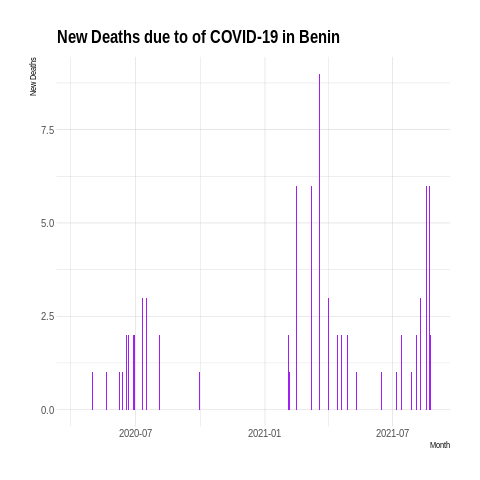 New Deaths due to of COVID-19 in Benin
New Deaths
7.5
5.0
2.5
0.0
2020-07 2021-01 2021-07
Month